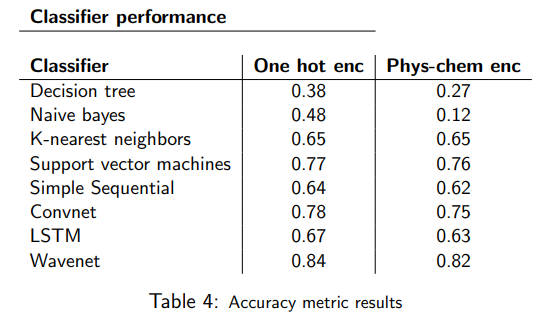 Classifier performance
Classifier One hot enc Phys-chem enc
Decision tree 0.38 0.27
Naive bayes 0.48 0.12
K-nearest neighbors 0.65 0.65
Support vector machines 0.77 0.76
Simple Sequential 0.64 0.62
Convnet 0.78 0.75
LSTM 0.67 0.63
Wavenet 0.84 0.82
Table 4: Accuracy metric results